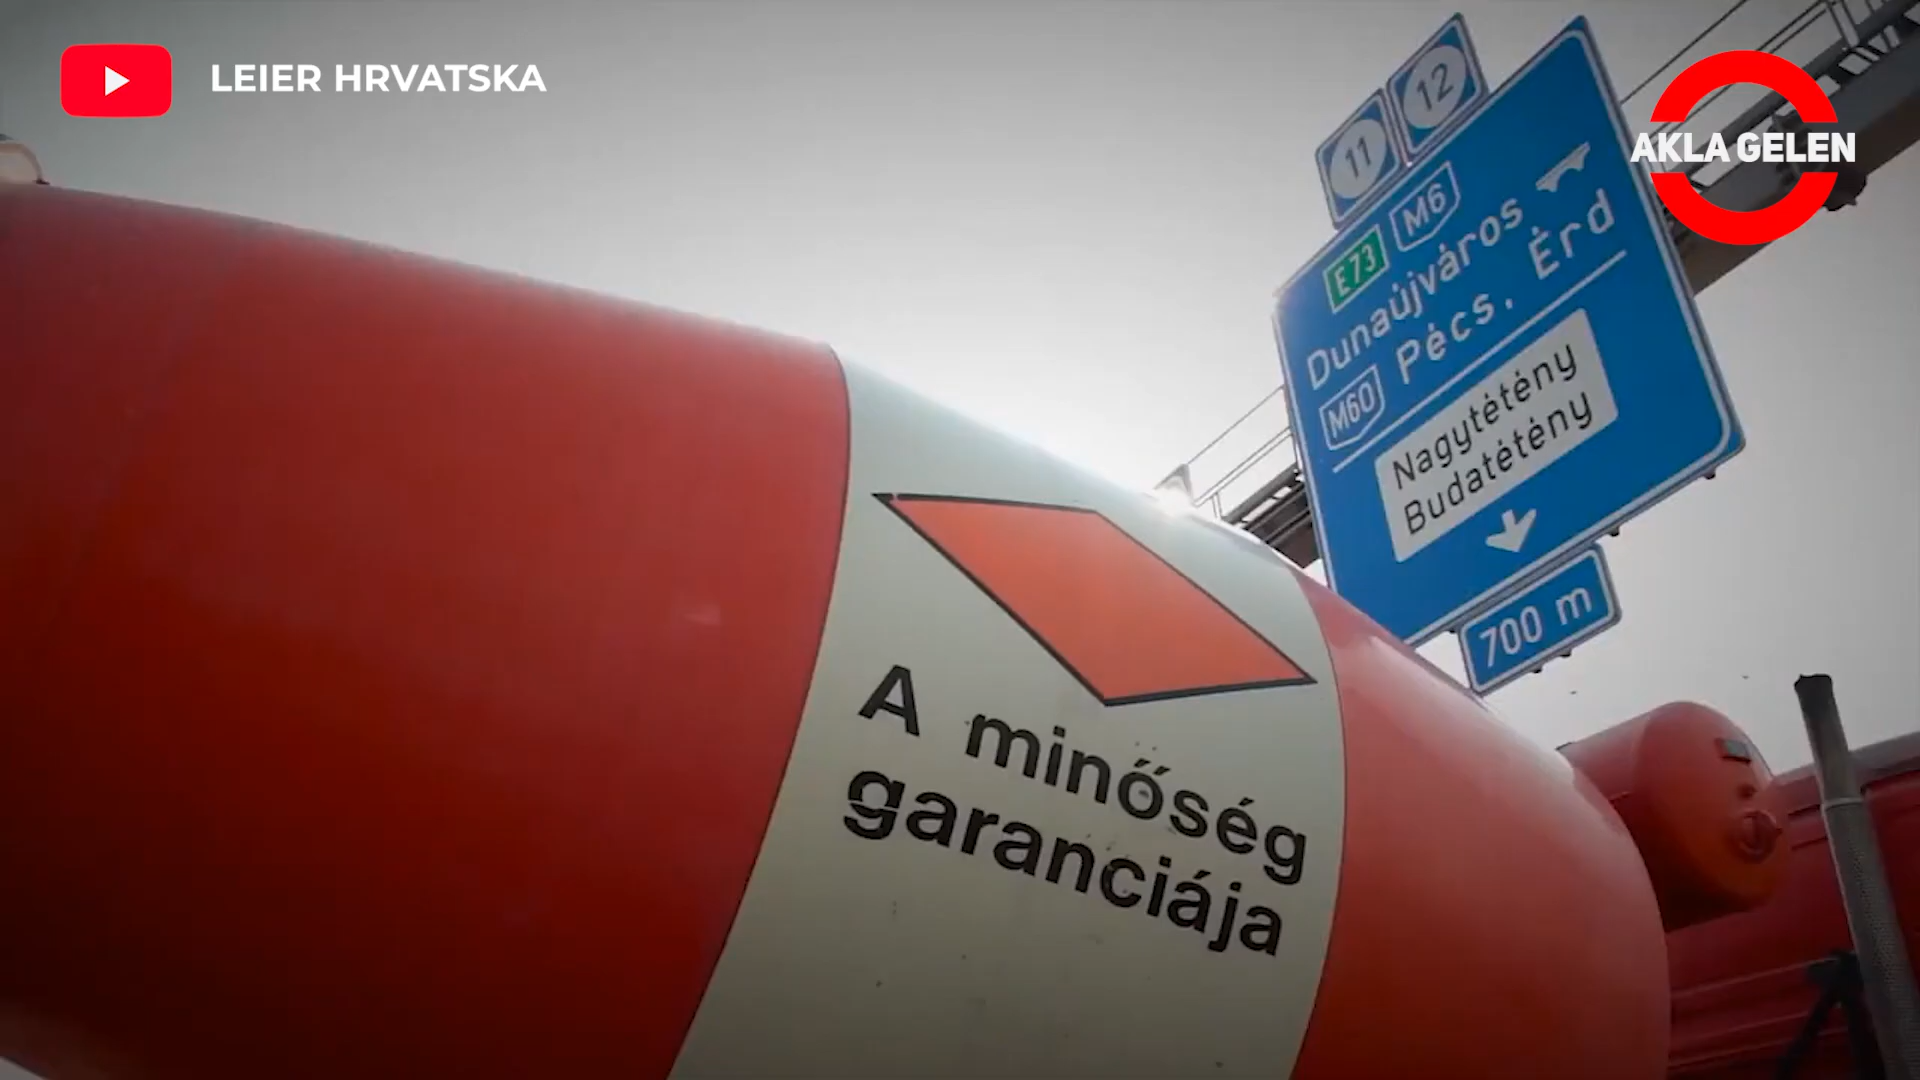 LEIER HRVATSKA
AKLA GELEN
11
12
E73 M6
Dunaújváros
M60 Pécs. Érd
Nagytétény
Budatétény
700 m
A minőség
garanciája